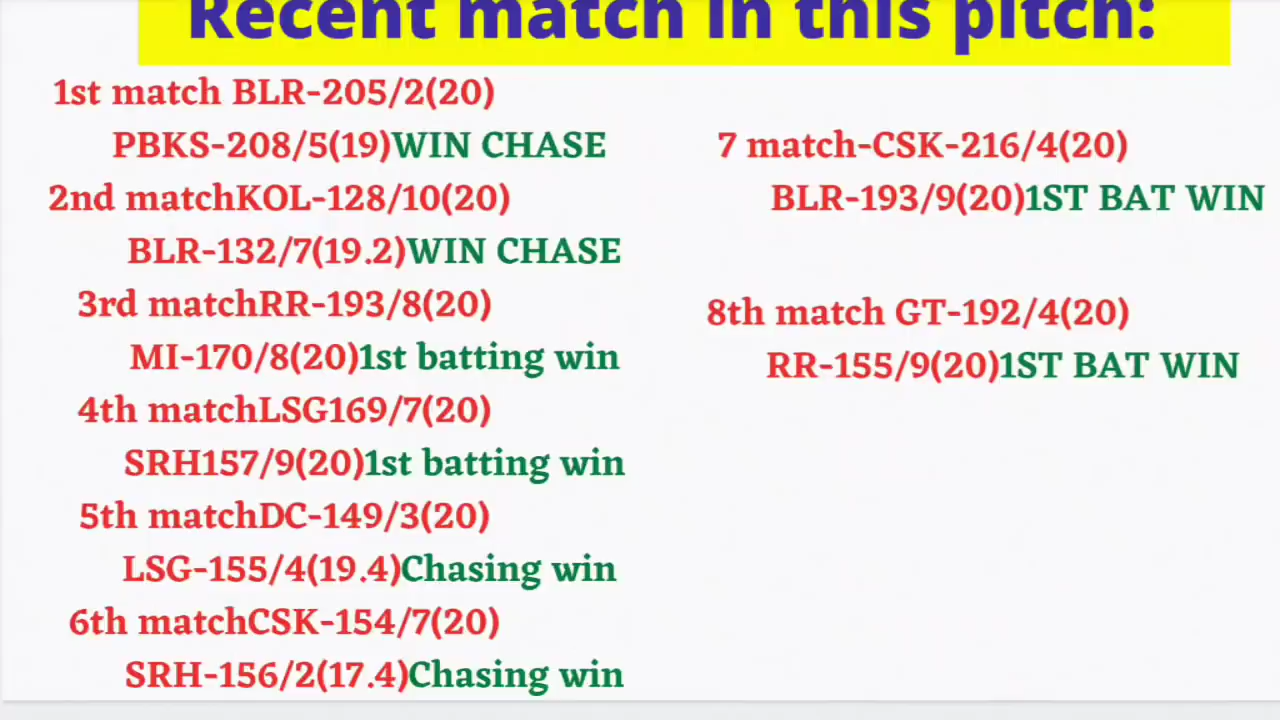 Recent match in this pitch:
1st match BLR-205/2(20)
PBKS-208/5(19)WIN CHASE
2nd matchKOL-128/10(20)
BLR-132/7(19.2)WIN CHASE
3rd matchRR-193/8(20)
MI-170/8(20)1st batting win
4th matchLSG169/7(20)
SRH157/9(20)1st batting win
5th matchDC-149/3(20)
LSG-155/4(19.4)Chasing win
6th matchCSK-154/7(20)
SRH-156/2(17.4)Chasing win
7 match-CSK-216/4(20)
BLR-193/9(20)1ST BAT WIN
8th match GT-192/4(20)
RR-155/9(20)1ST BAT WIN